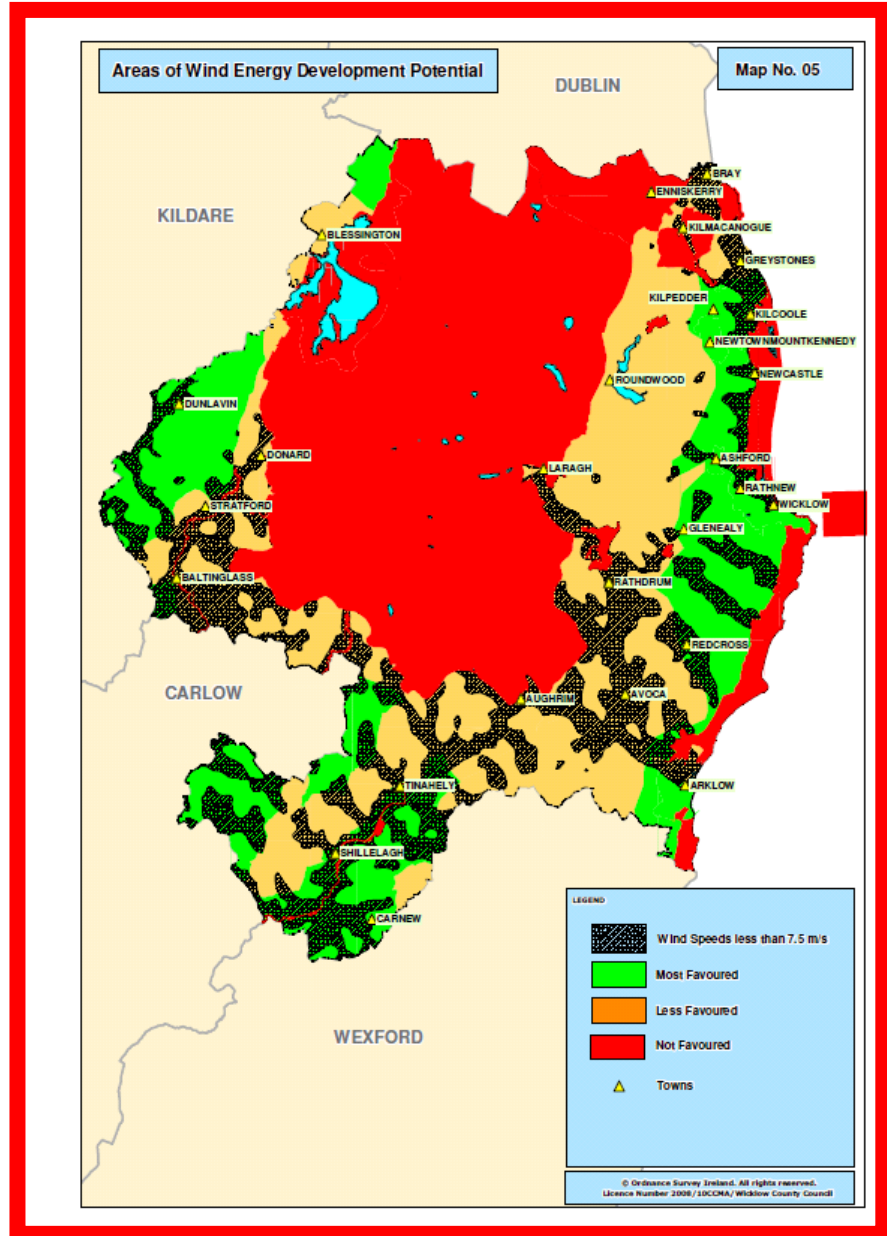 Areas of Wind Energy Development Potential
Map No. 05
DUBLIN
BRAY
ENNISKERRY
KILDARE
KILMACANOGUE
BLESSINGTON
GREYSTONES
KILPEDDER
KILCOOLE
NEWTOWNMOUNTKENNEDY
NEWCASTLE
ROUNDWOOD
DUNLAVIN
DONARD
ASHFORD
LARAGH
RATHNEW
STRATFORD
WICKLOW
GLENEALY
BALTINGLASS
RATHDRUM
REDCROSS
CARLOW
AVOCA
AUGHRIM
TINAHELY
ARKLOW
SHILLELAGH
CARNEW
WEXFORD
LEGEND
Wind Speeds less than 7.5 m/s
Most Favoured
Less Favoured
Not Favoured
Towns
© Ordnance Survey Ireland. All rights reserved.
Licence Number 2008/10CCMA/Wicklow County Council